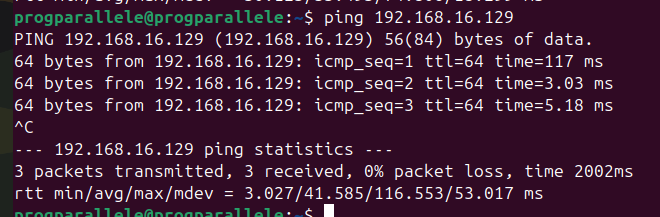 progparallele@progparallele:~$ ping 192.168.16.129
PING 192.168.16.129 (192.168.16.129) 56(84) bytes of data.
64 bytes from 192.168.16.129: icmp_seq=1 ttl=64 time=117 ms
64 bytes from 192.168.16.129: icmp_seq=2 ttl=64 time=3.03 ms
64 bytes from 192.168.16.129: icmp_seq=3 ttl=64 time=5.18 ms
^C
--- 192.168.16.129 ping statistics ---
3 packets transmitted, 3 received, 0% packet loss, time 2002ms
rtt min/avg/max/mdev = 3.027/41.585/116.553/53.017 ms
progparallele@progparallele:~$